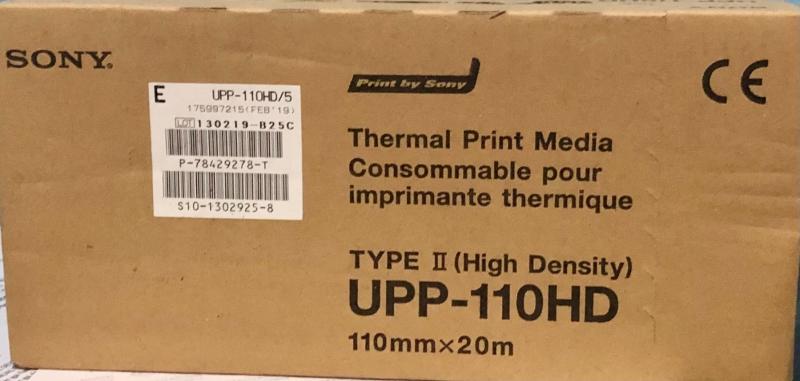 SONY®
E
UPP-110HD/5
175997215(FEB'19)
LOT 130219-B25C
P-78429278-T
S10-1302925-8
Print by Sony
CE
Thermal Print Media
Consommable pour
imprimante thermique
TYPE II (High Density)
UPP-110HD
110mm×20m